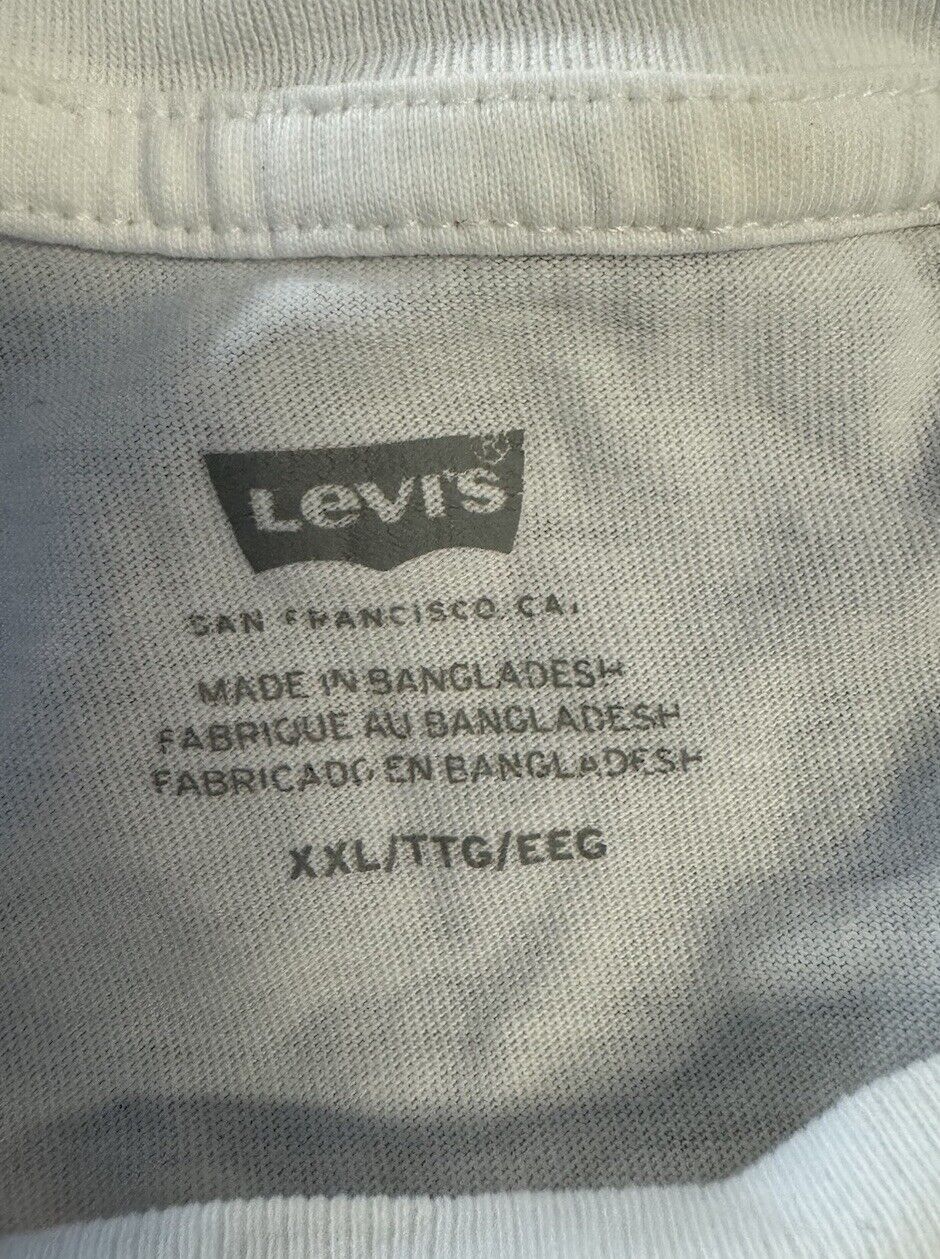 Levi's®
SAN FRANCISCO, CA.
MADE IN BANGLADESH
FABRIQUE AU BANGLADESH
FABRICADO EN BANGLADESH
XXL/TTG/EEG